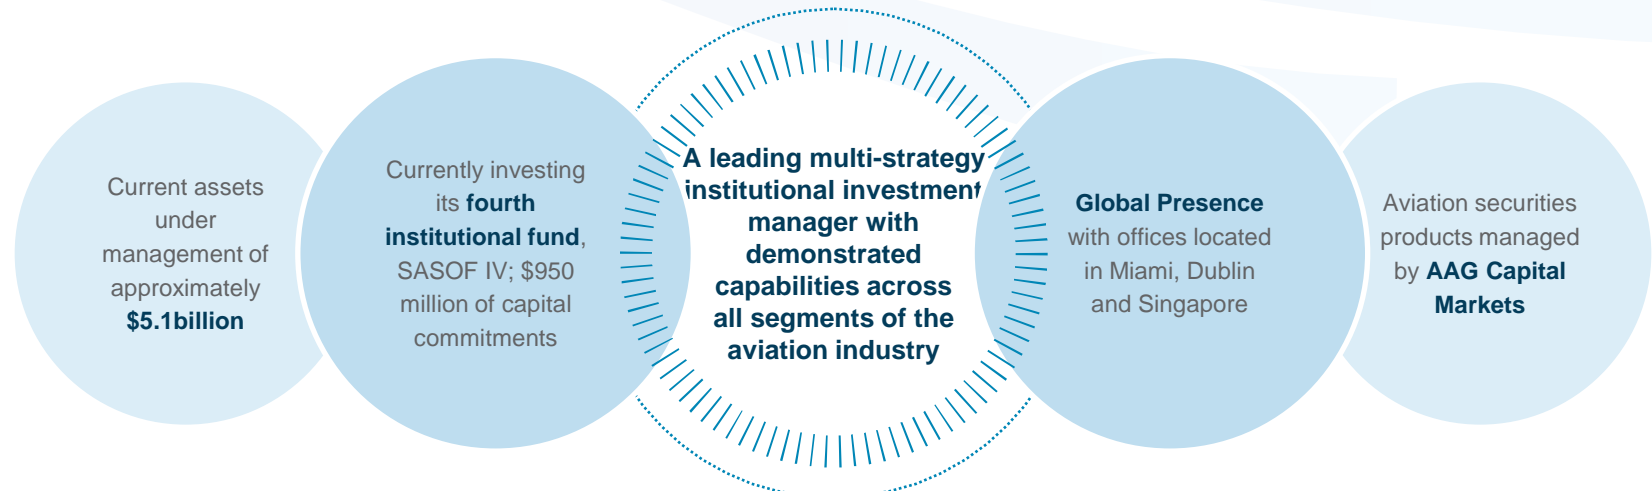 Current assets
under
management of
approximately
$5.1billion
Currently investing
its fourth
institutional fund,
SASOF IV; $950
million of capital
commitments
A leading multi-strategy
institutional investment
manager with
demonstrated
capabilities across
all segments of the
aviation industry
Global Presence
with offices located
in Miami, Dublin
and Singapore
Aviation securities
products managed
by AAG Capital
Markets